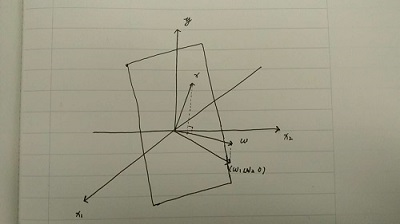 y
r
x₂
w
(w₁,w₂, 0)
x₁